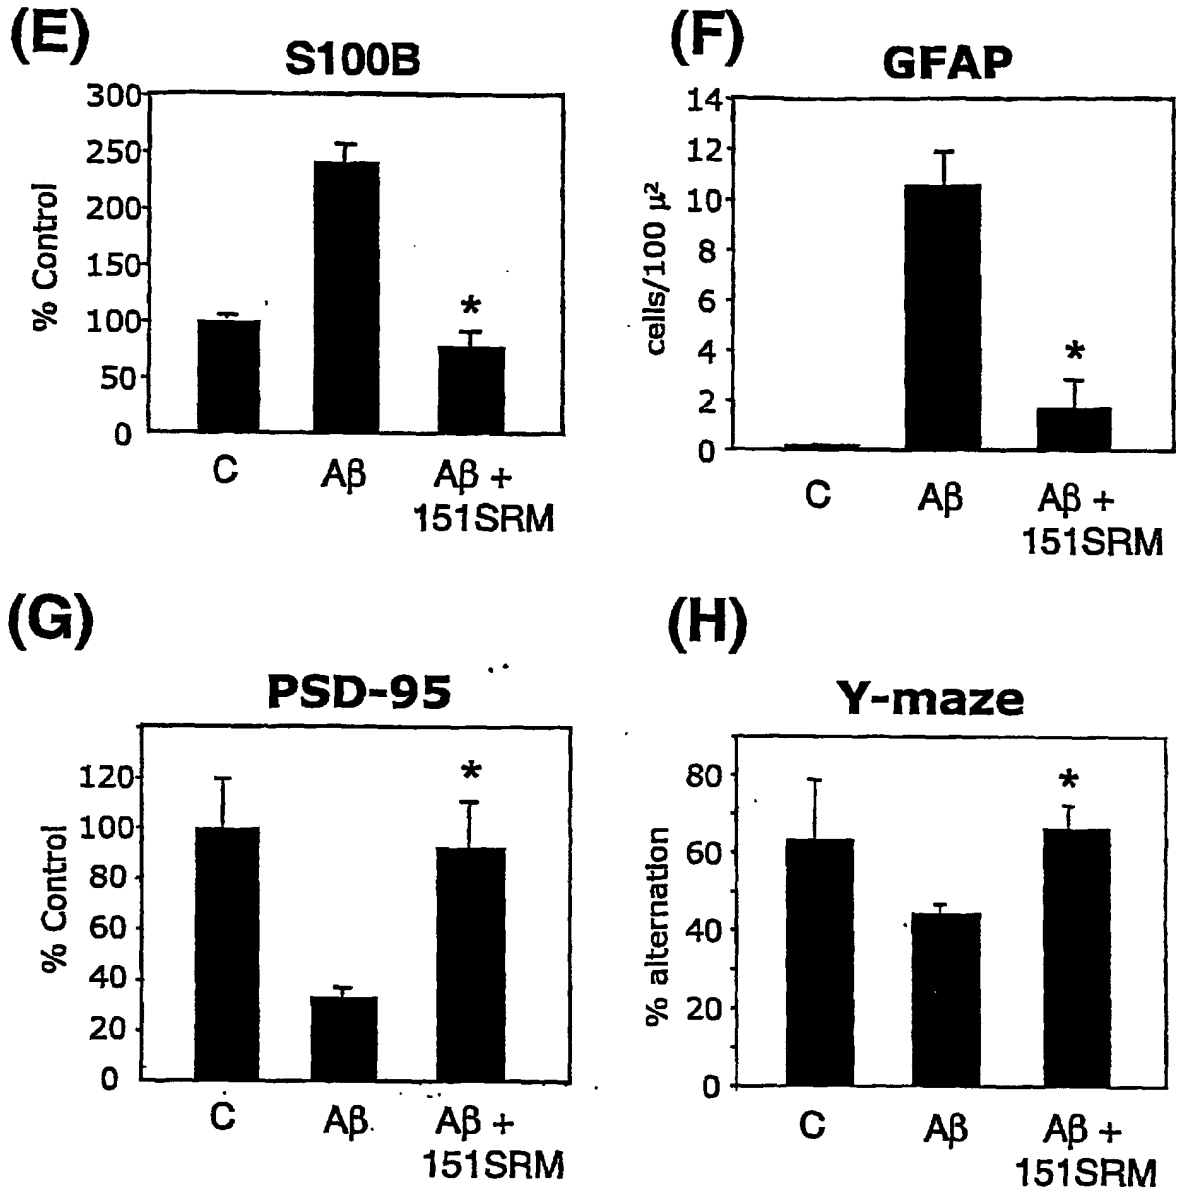 (E)
S100B
300
250
200
150
100
50
0
% Control
*
C
Aβ
Aβ +
151SRM
(F)
GFAP
14
12
10
8
6
4
2
0
cells/100 μ²
*
C
Aβ
Aβ +
151SRM
(G)
PSD-95
120
100
80
60
40
20
0
% Control
*
C
Aβ
Aβ +
151SRM
(H)
Y-maze
80
60
40
20
0
% alternation
*
C
Aβ
Aβ +
151SRM